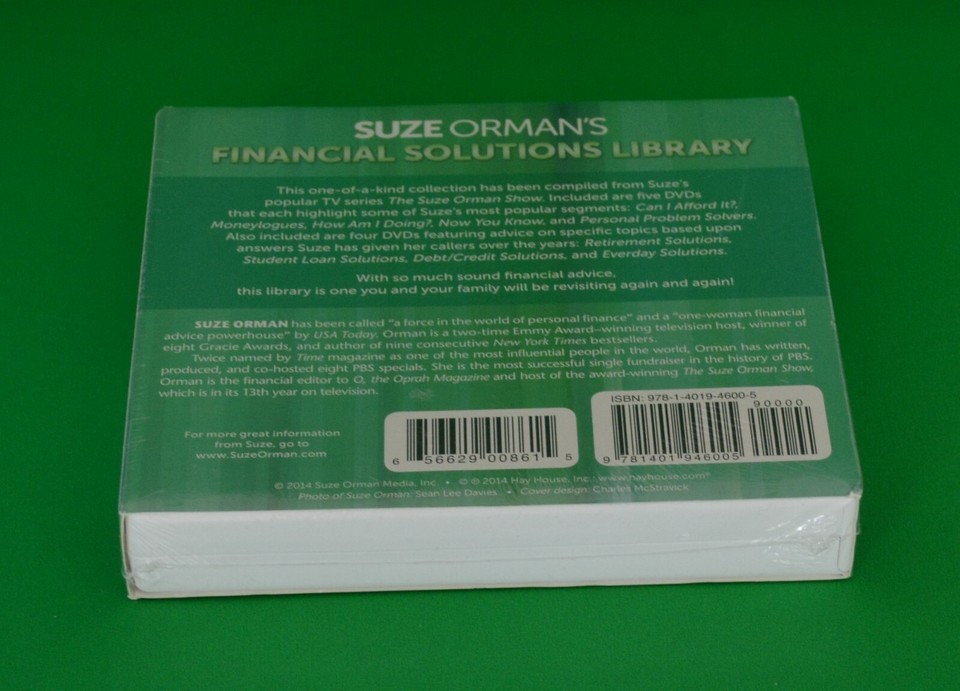 SUZE ORMAN'S
FINANCIAL SOLUTIONS LIBRARY
This one-of-a-kind collection has been compiled from Suze's
popular TV series The Suze Orman Show. Included are five DVDs
that each highlight some of Suze's most popular segments: Can I Afford It?,
Moneylogues, How Am I Doing?, Now You Know, and Personal Problem Solvers.
Also included are four DVDs featuring advice on specific topics based upon
answers Suze has given her callers over the years: Retirement Solutions,
Student Loan Solutions, Debt/Credit Solutions, and Everday Solutions.
With so much sound financial advice,
this library is one you and your family will be revisiting again and again!
SUZE ORMAN has been called "a force in the world of personal finance" and a "one-woman financial
advice powerhouse" by USA Today. Orman is a two-time Emmy Award–winning television host, winner of
eight Gracie Awards, and author of nine consecutive New York Times bestsellers.
Twice named by Time magazine as one of the most influential people in the world, Orman has written,
produced, and co-hosted eight PBS specials. She is the most successful single fundraiser in the history of PBS.
Orman is the financial editor to O, the Oprah Magazine and host of the award-winning The Suze Orman Show,
which is in its 13th year on television.
For more great information
from Suze, go to
www.SuzeOrman.com
6 56629 00861 5
ISBN: 978-1-4019-4600-5
90000
9 781401 946005
© 2014 Suze Orman Media, Inc. • © ℗ 2014 Hay House, Inc. www.hayhouse.com®
Photo of Suze Orman: Sean Lee Davies • Cover design: Charles McStravick